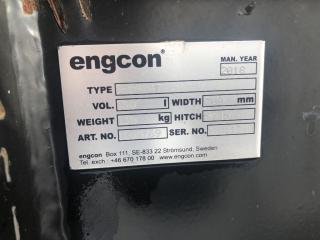 engcon® MAN. YEAR
2018
TYPE
VOL. l WIDTH mm
WEIGHT kg HITCH
ART. NO. SER. NO.
engcon Box 111, SE-833 22 Strömsund, Sweden
Tel. exch : +46 670 178 00 www.engcon.com